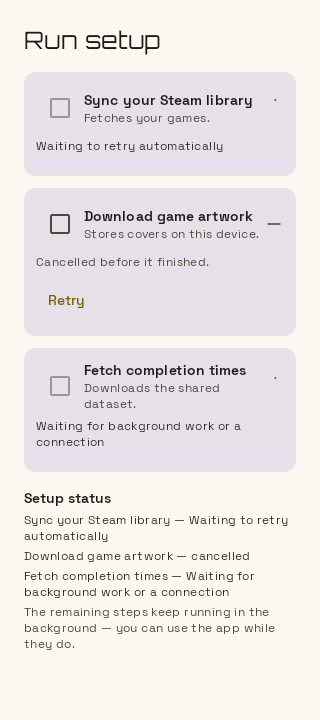 Run setup
Sync your Steam library
Fetches your games.
Waiting to retry automatically
Download game artwork
Stores covers on this device.
Cancelled before it finished.
Retry
Fetch completion times
Downloads the shared
dataset.
Waiting for background work or a
connection
Setup status
Sync your Steam library — Waiting to retry
automatically
Download game artwork — cancelled
Fetch completion times — Waiting for
background work or a connection
The remaining steps keep running in the
background — you can use the app while
they do.